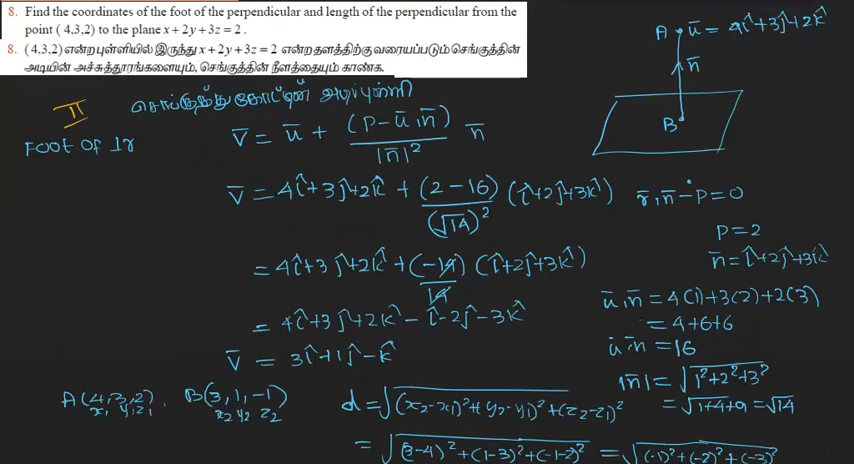 8. Find the coordinates of the foot of the perpendicular and length of the perpendicular from the
point ( 4,3,2) to the plane x + 2y + 3z = 2 .
8. (4,3,2) என்ற புள்ளியில் இருந்து x + 2y + 3z = 2 என்ற தளத்திற்கு வரையப்படும் செங்குத்தின்
அடியின் அச்சுத்தூரங்களையும், செங்குத்தின் நீளத்தையும் காண்க.
A ū = 4î+3ĵ+2k̂
n̄
B
II செங்குத்து கோட்டின் அடிப்புள்ளி
Foot of ⊥r
v̄ = ū + (P − ū.n̄)/|n̄|² n̄
v̄ = 4î+3ĵ+2k̂ + (2−16)/(√14)² (î+2ĵ+3k̂)
= 4î+3ĵ+2k̂ + (−14)/14 (î+2ĵ+3k̂)
= 4î+3ĵ+2k̂ − î−2ĵ−3k̂
v̄ = 3î+1ĵ−k̂
r̄.n̄−P=0
P=2
n̄=î+2ĵ+3k̂
ū.n̄ = 4(1)+3(2)+2(3)
= 4+6+6
ū.n̄ = 16
|n̄| = √1²+2²+3²
= √1+4+9 = √14
A(4,3,2) . B(3,1,−1)
x₁ y₁ z₁ x₂ y₂ z₂
d = √(x₂−x₁)²+(y₂−y₁)²+(z₂−z₁)²
= √(3−4)²+(1−3)²+(−1−2)² = √(−1)²+(−2)²+(−3)²